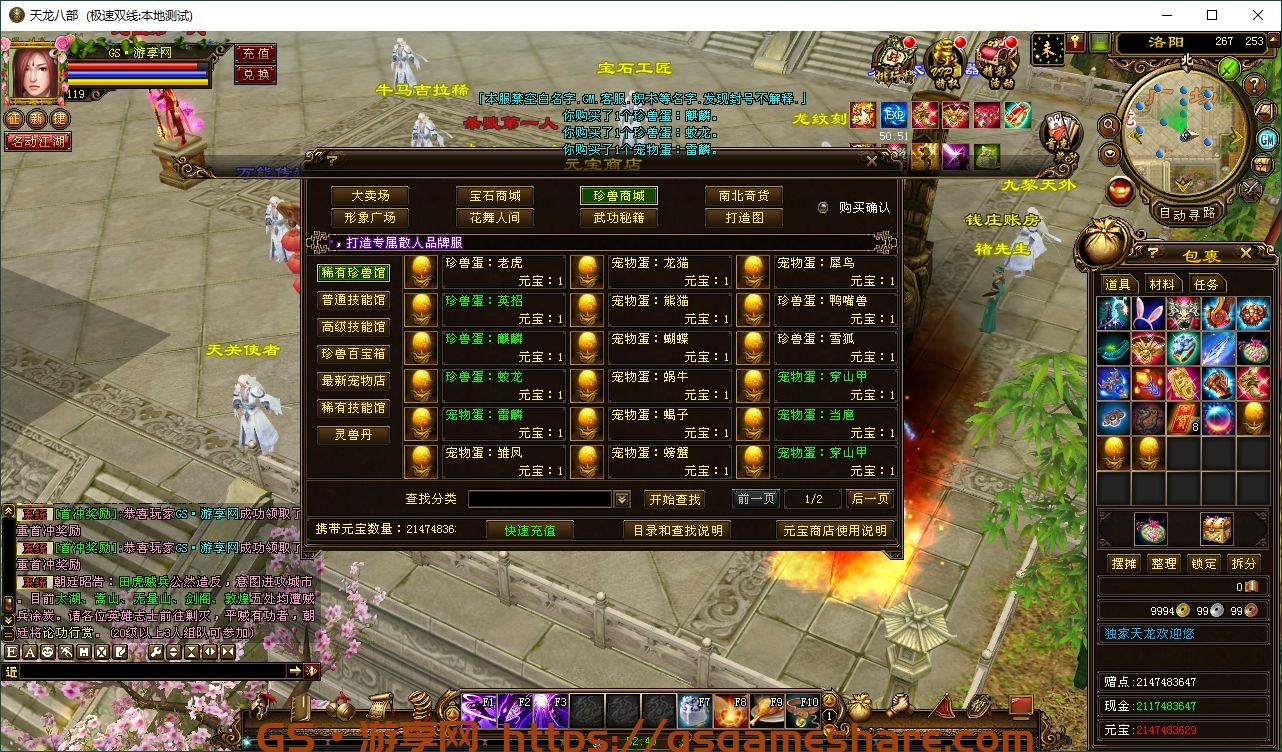 天龙八部 (极速双线:本地测试)
GS·游享网
充值
兑换
119
征 新 捷
名动江湖
宝石工匠
牛马吉拉稀
【本服禁空白名字.GM.客服.积木等名字.发现封号不解释.】
你购买了1个珍兽蛋:麒麟。
你购买了1个珍兽蛋:蛟龙。
你购买了1个宠物蛋:雷麟。
龙纹刻
EXP
50:51
洛阳 267 253
北
GM
自动寻路
九黎天外
钱庄账房
褚先生
天关使者
元宝商店
大卖场 宝石商城 珍兽商城 南北奇货
形象广场 花舞人间 武功秘籍 打造图
购买确认
,打造专属散人品牌服
稀有珍兽馆
普通技能馆
高级技能馆
珍兽百宝箱
最新宠物店
稀有技能馆
灵兽丹
珍兽蛋:老虎 宠物蛋:龙猫 宠物蛋:犀鸟
元宝:1 元宝:1 元宝:1
珍兽蛋:英招 宠物蛋:熊猫 珍兽蛋:鸭嘴兽
元宝:1 元宝:1 元宝:1
珍兽蛋:麒麟 宠物蛋:蝴蝶 珍兽蛋:雪狐
元宝:1 元宝:1 元宝:1
珍兽蛋:蛟龙 宠物蛋:蜗牛 宠物蛋:穿山甲
元宝:1 元宝:1 元宝:1
宠物蛋:雷麟 宠物蛋:蝎子 宠物蛋:当扈
元宝:1 元宝:1 元宝:1
珍兽蛋:雏凤 宠物蛋:螃蟹 宠物蛋:穿山甲
元宝:1 元宝:1 元宝:1
查找分类 开始查找 前一页 1/2 后一页
携带元宝数量:21474836 快速充值 目录和查找说明 元宝商店使用说明
包裹
道具 材料 任务
8
摆摊 整理 锁定 拆分
0
9994 99 99
独家天龙欢迎您
赠点:2147483647
现金:2117483647
元宝:2147483629
系统[首冲奖励]:恭喜玩家GS·游享网成功领取了
重首冲奖励
系统[首冲奖励]:恭喜玩家GS·游享网成功领取了
重首冲奖励
系统朝廷昭告:田虎贼兵公然造反,意图进攻城市
。目前太湖、嵩山、无量山、剑阁、敦煌五处均遭贼
兵涂炭。请各位英雄志士前往剿灭,平贼有功者,朝
廷将论功行赏。(20级以上3人组队可参加)
近
F1 F2 F3 F7 F8 F9 F10
1
GS·游享网 https://gsgameshare.com